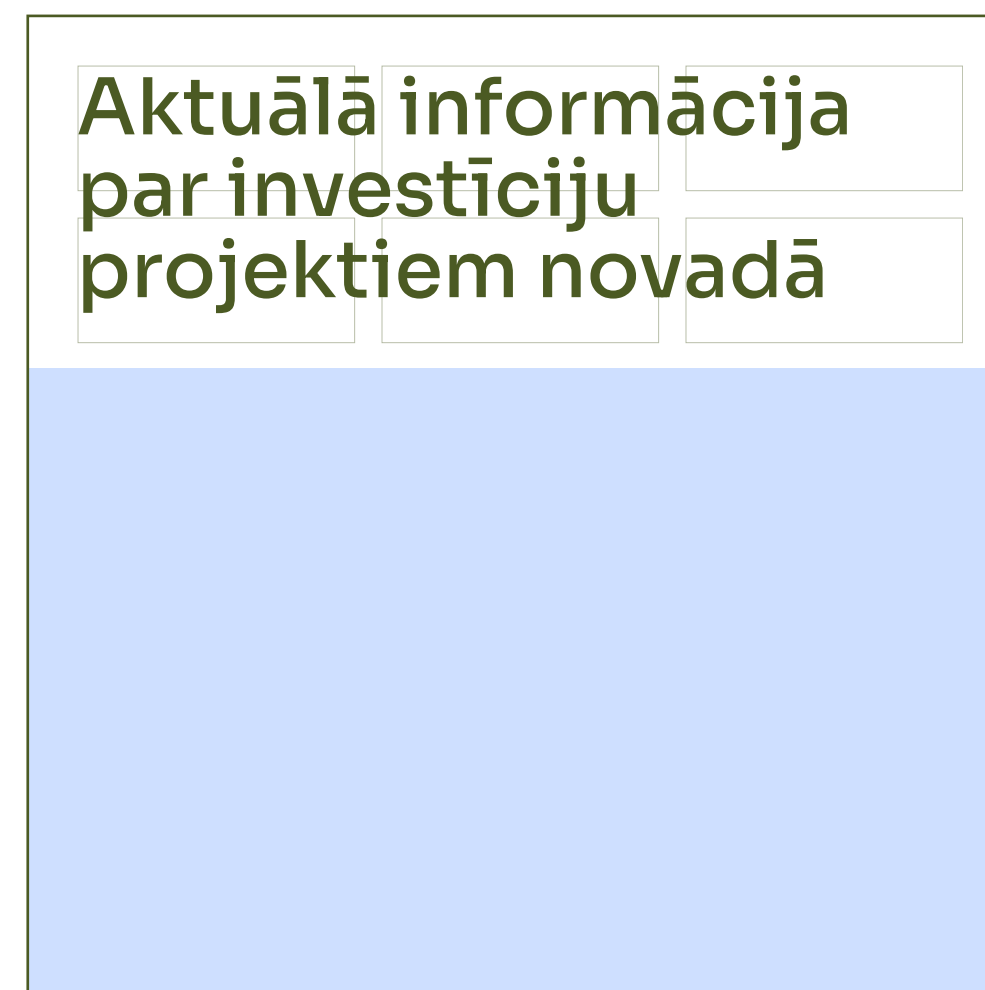 Aktuālā informācija
par investīciju
projektiem novadā